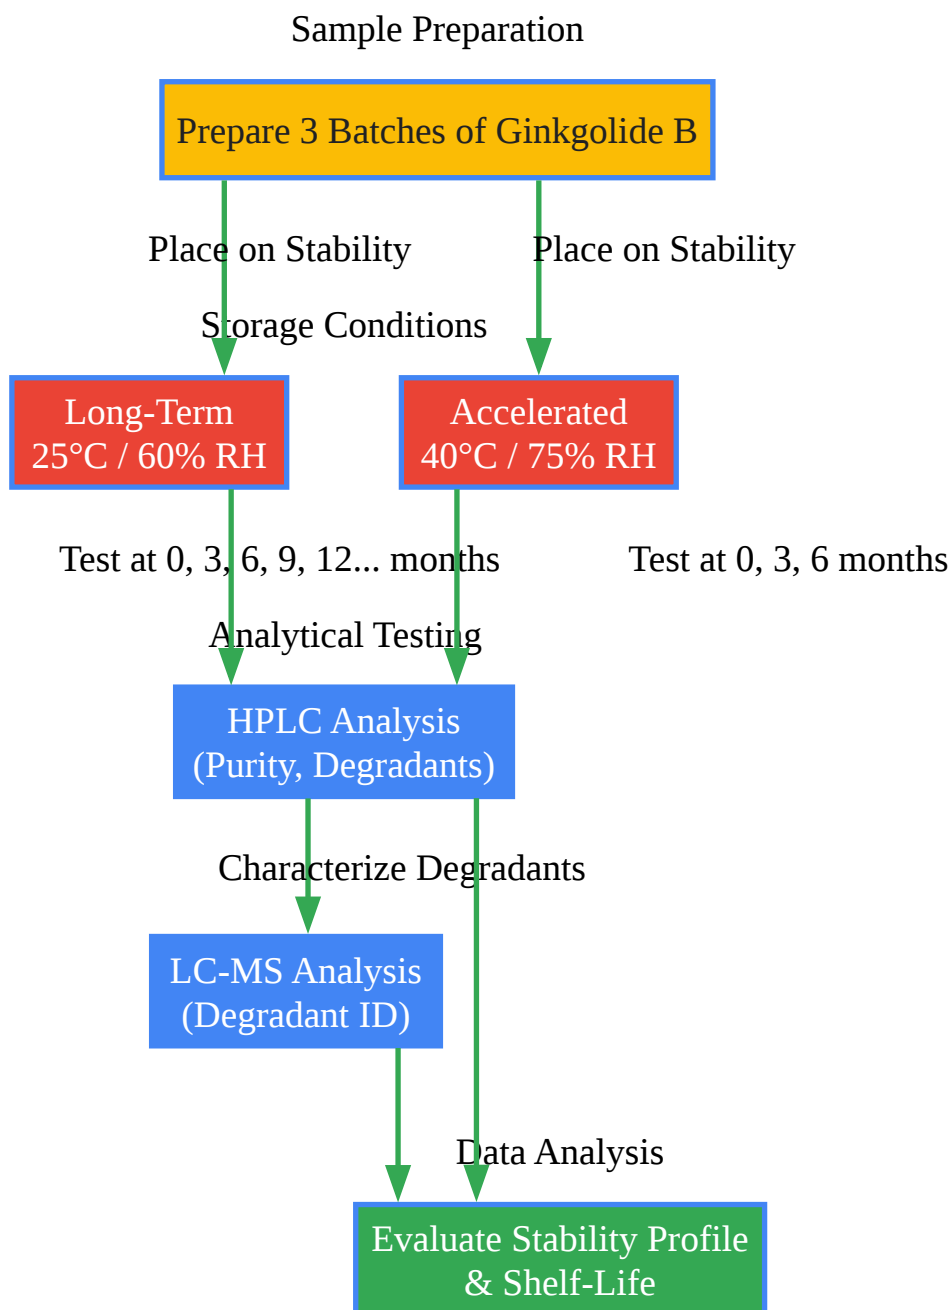 Sample Preparation
Prepare 3 Batches of Ginkgolide B
Place on Stability
Place on Stability
Storage Conditions
Long-Term
25°C / 60% RH
Accelerated
40°C / 75% RH
Test at 0, 3, 6, 9, 12... months
Test at 0, 3, 6 months
Analytical Testing
HPLC Analysis
(Purity, Degradants)
Characterize Degradants
LC-MS Analysis
(Degradant ID)
Data Analysis
Evaluate Stability Profile
& Shelf-Life